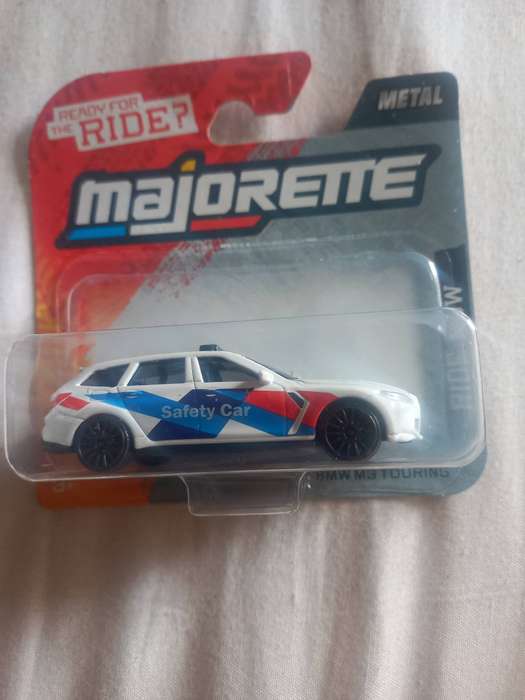 READY FOR
THE RIDE?
METAL
majORETTE
Safety Car
BMW M3 TOURING